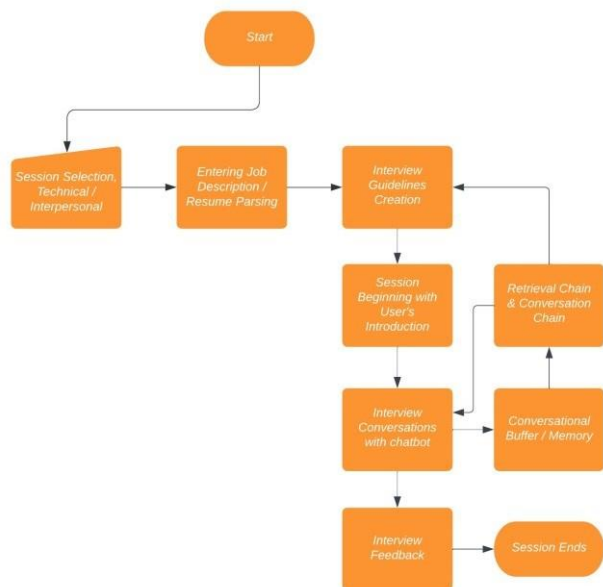 Start
Session Selection,
Technical /
Interpersonal
Entering Job
Description /
Resume Parsing
Interview
Guidelines
Creation
Session
Beginning with
User's
Introduction
Retrieval Chain
& Conversation
Chain
Interview
Conversations
with chatbot
Conversational
Buffer / Memory
Interview
Feedback
Session Ends